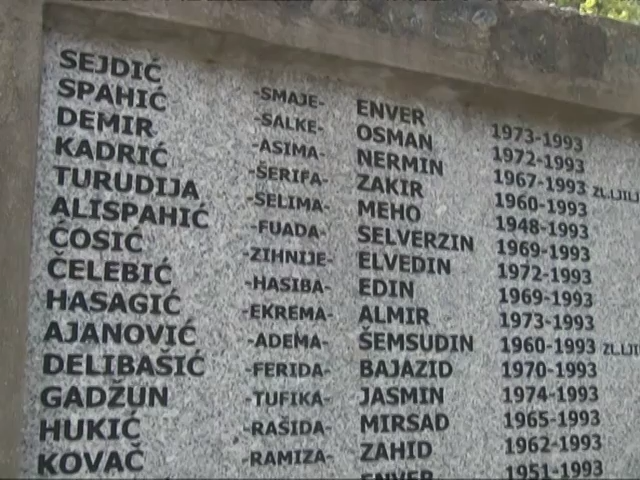 SEJDIĆ -SMAJE- ENVER 1973-1993
SPAHIĆ -SALKE- OSMAN 1972-1993
DEMIR -ASIMA- NERMIN 1967-1993
KADRIĆ -ŠERIFA- ZAKIR 1960-1993
TURUDIJA -SELIMA- MEHO 1948-1993
ALISPAHIĆ -FUADA- SELVERZIN 1969-1993
ĆOSIĆ -ZIHNIJE- ELVEDIN 1972-1993
ČELEBIĆ -HASIBA- EDIN 1969-1993
HASAGIĆ -EKREMA- ALMIR 1973-1993
AJANOVIĆ -ADEMA- ŠEMSUDIN 1960-1993
DELIBAŠIĆ -FERIDA- BAJAZID 1970-1993
GADŽUN -TUFIKA- JASMIN 1974-1993
HUKIĆ -RAŠIDA- MIRSAD 1965-1993
KOVAČ -RAMIZA- ZAHID 1962-1993
ENVER 1951-1993